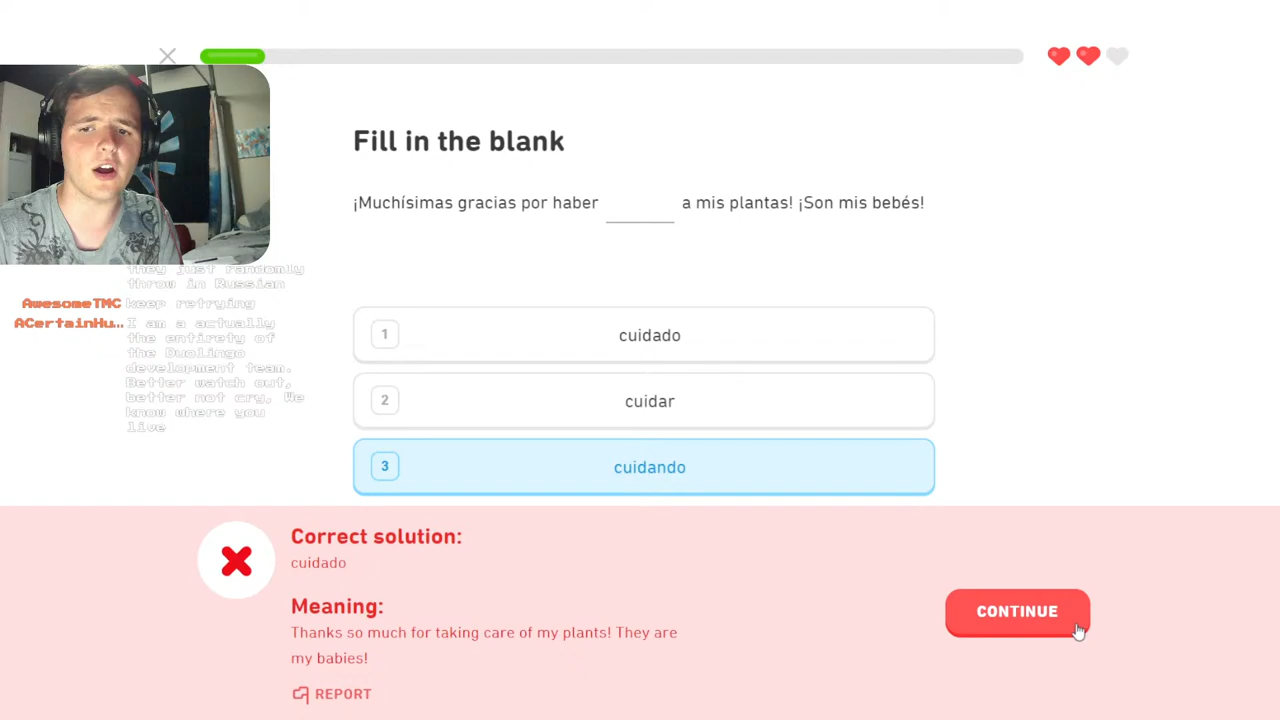 Fill in the blank
¡Muchísimas gracias por haber ________ a mis plantas! ¡Son mis bebés!
they just randomly
throw in Russian
AwesomeTMC keep retrying
ACertainHu... I am a actually
the entirety of
the Duolingo
development team.
Better watch out,
better not cry, We
know where you
live
1 cuidado
2 cuidar
3 cuidando
Correct solution:
cuidado
Meaning:
Thanks so much for taking care of my plants! They are
my babies!
REPORT
CONTINUE